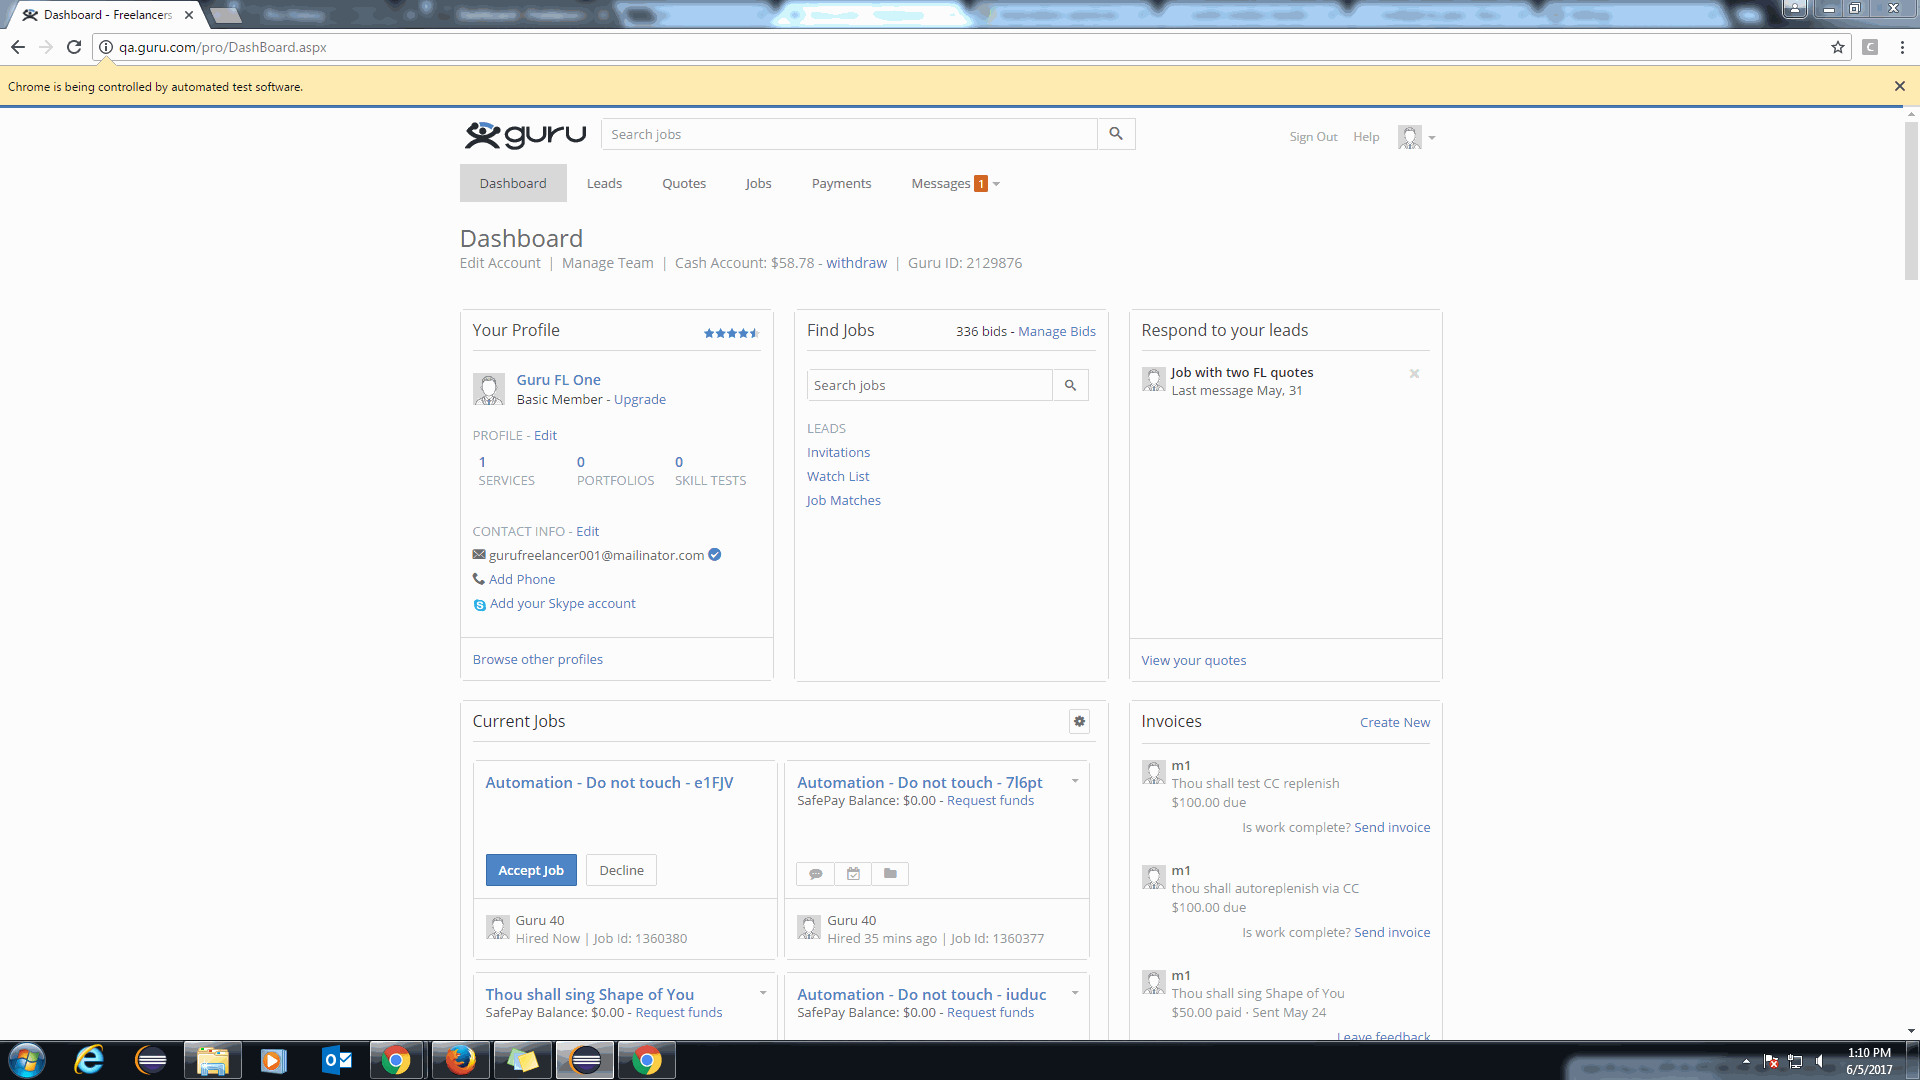 Dashboard - Freelancers
qa.guru.com/pro/DashBoard.aspx
C
Chrome is being controlled by automated test software.
guru
Search jobs
Sign Out Help
Dashboard Leads Quotes Jobs Payments Messages 1
Dashboard
Edit Account | Manage Team | Cash Account: $58.78 - withdraw | Guru ID: 2129876
Your Profile
Guru FL One
Basic Member - Upgrade
PROFILE - Edit
1 0 0
SERVICES PORTFOLIOS SKILL TESTS
CONTACT INFO - Edit
gurufreelancer001@mailinator.com
Add Phone
Add your Skype account
Browse other profiles
Find Jobs 336 bids - Manage Bids
Search jobs
LEADS
Invitations
Watch List
Job Matches
Respond to your leads
Job with two FL quotes
Last message May, 31
View your quotes
Current Jobs
Automation - Do not touch - e1FJV
Accept Job Decline
Guru 40
Hired Now | Job Id: 1360380
Automation - Do not touch - 7l6pt
SafePay Balance: $0.00 - Request funds
Guru 40
Hired 35 mins ago | Job Id: 1360377
Thou shall sing Shape of You
SafePay Balance: $0.00 - Request funds
Automation - Do not touch - iuduc
SafePay Balance: $0.00 - Request funds
Invoices Create New
m1
Thou shall test CC replenish
$100.00 due
Is work complete? Send invoice
m1
thou shall autoreplenish via CC
$100.00 due
Is work complete? Send invoice
m1
Thou shall sing Shape of You
$50.00 paid · Sent May 24
Leave feedback
1:10 PM
6/5/2017